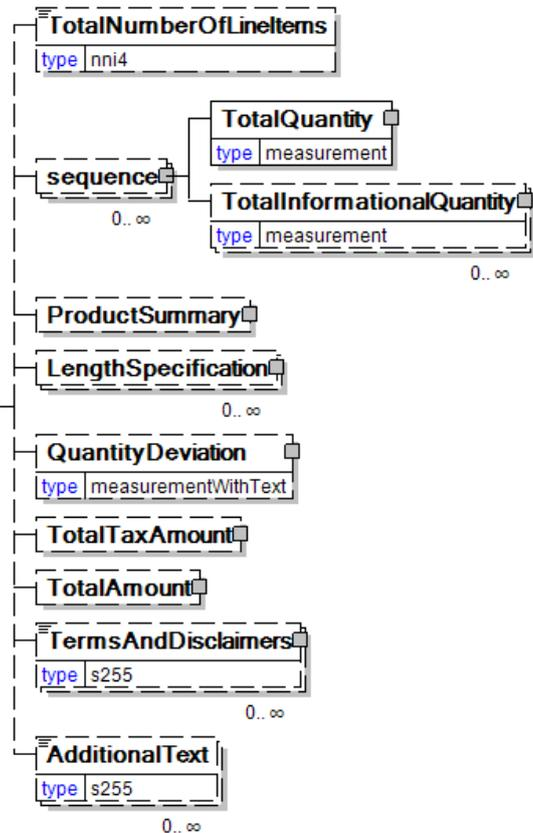 TotalNumberOfLineItems
type nni4
TotalQuantity
type measurement
sequence
0.. ∞
TotalInformationalQuantity
type measurement
0.. ∞
ProductSummary
LengthSpecification
0.. ∞
QuantityDeviation
type measurementWithText
TotalTaxAmount
TotalAmount
TermsAndDisclaimers
type s255
0.. ∞
AdditionalText
type s255
0.. ∞